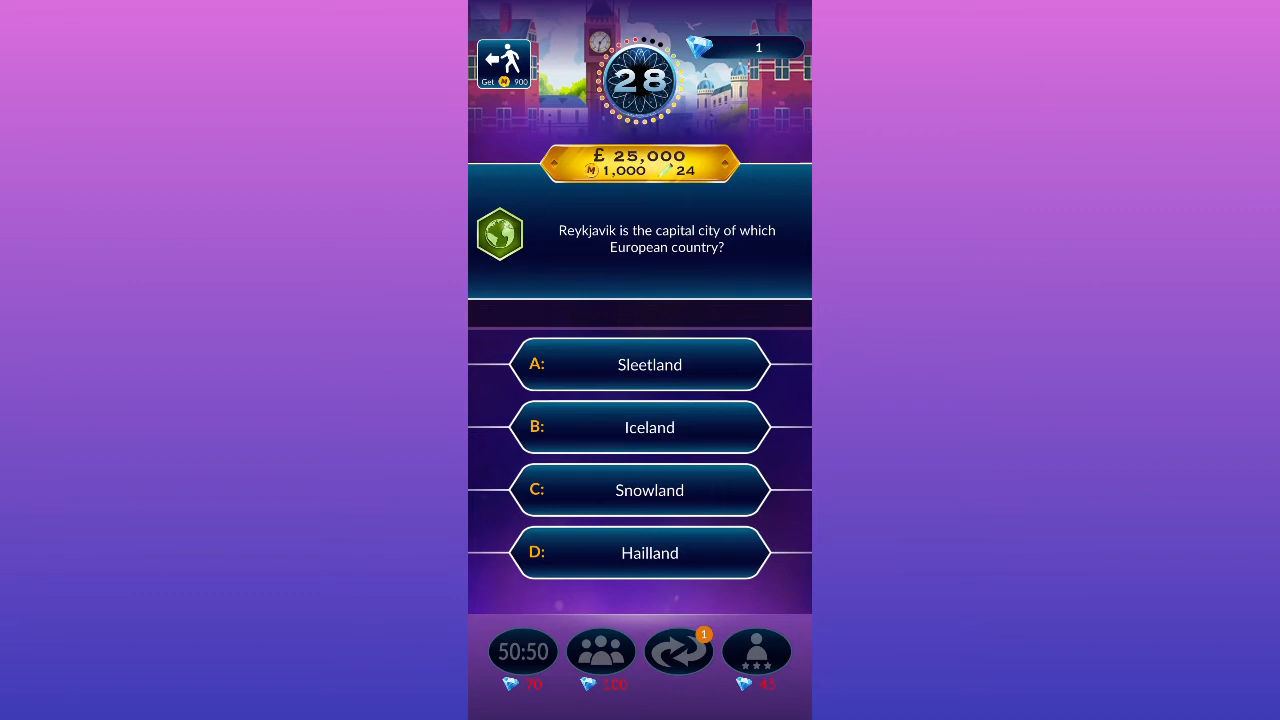 1
Get M 900
28
£ 25,000
M 1,000 24
Reykjavik is the capital city of which
European country?
A: Sleetland
B: Iceland
C: Snowland
D: Hailland
1
50:50
70 100 45